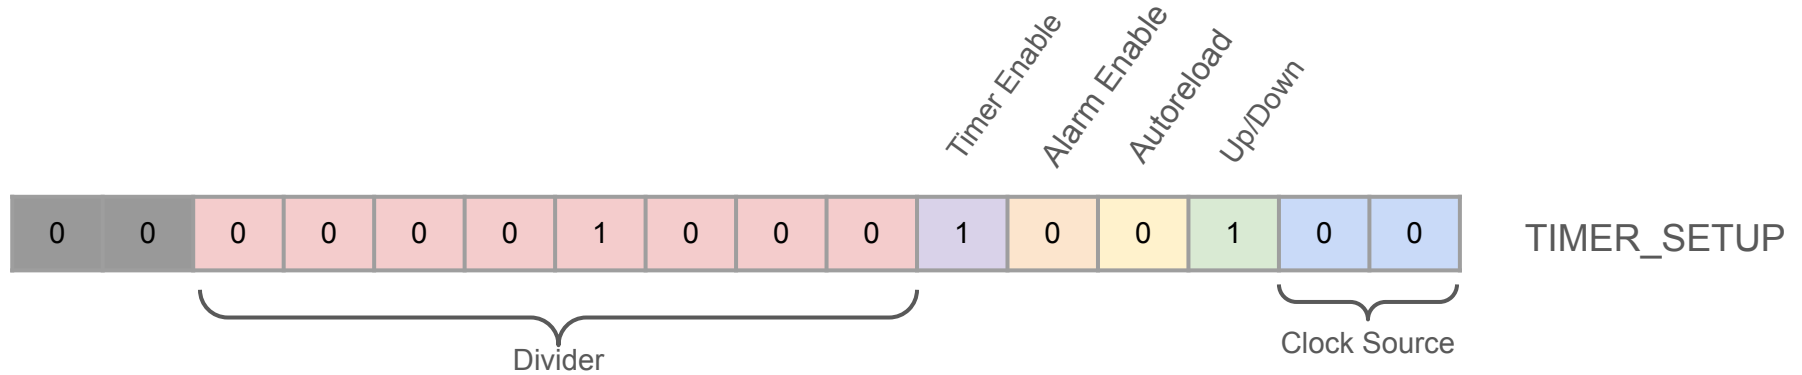 Timer Enable
Alarm Enable
Autoreload
Up/Down
0 0 0 0 0 0 1 0 0 0 1 0 0 1 0 0
TIMER_SETUP
Divider
Clock Source